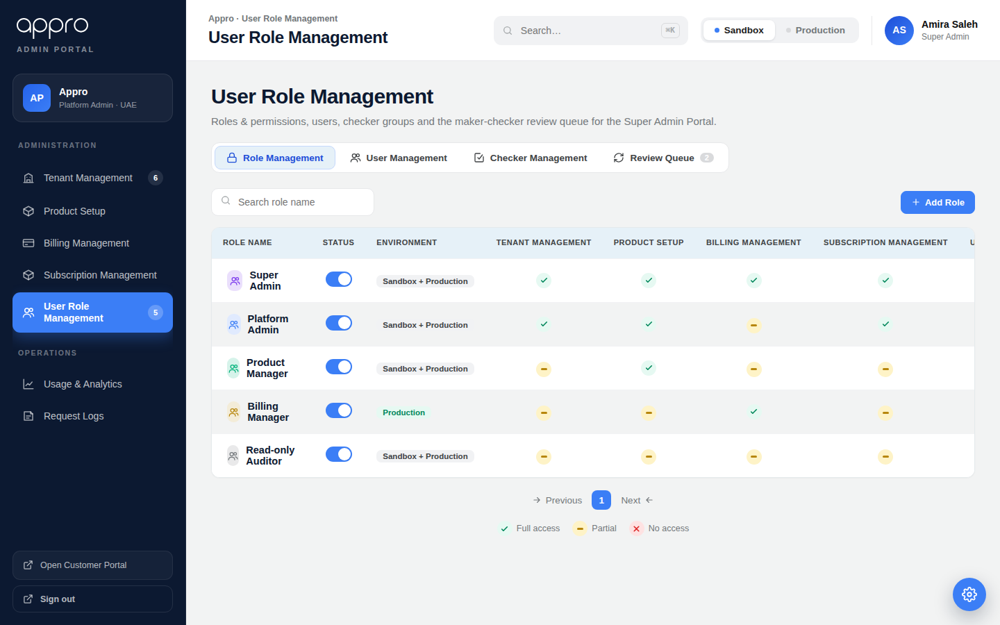 appro
ADMIN PORTAL
AP
Appro
Platform Admin · UAE
ADMINISTRATION
Tenant Management 6
Product Setup
Billing Management
Subscription Management
User Role
Management
5
OPERATIONS
Usage & Analytics
Request Logs
Open Customer Portal
Sign out
Appro · User Role Management
User Role Management
Search…
⌘K
Sandbox
Production
AS
Amira Saleh
Super Admin
User Role Management
Roles & permissions, users, checker groups and the maker-checker review queue for the Super Admin Portal.
Role Management
User Management
Checker Management
Review Queue 2
Search role name
Add Role
ROLE NAME STATUS ENVIRONMENT TENANT MANAGEMENT PRODUCT SETUP BILLING MANAGEMENT SUBSCRIPTION MANAGEMENT
Super
Admin
Sandbox + Production
Platform
Admin
Sandbox + Production
Product
Manager
Sandbox + Production
Billing
Manager
Production
Read-only
Auditor
Sandbox + Production
Previous 1 Next
Full access Partial No access